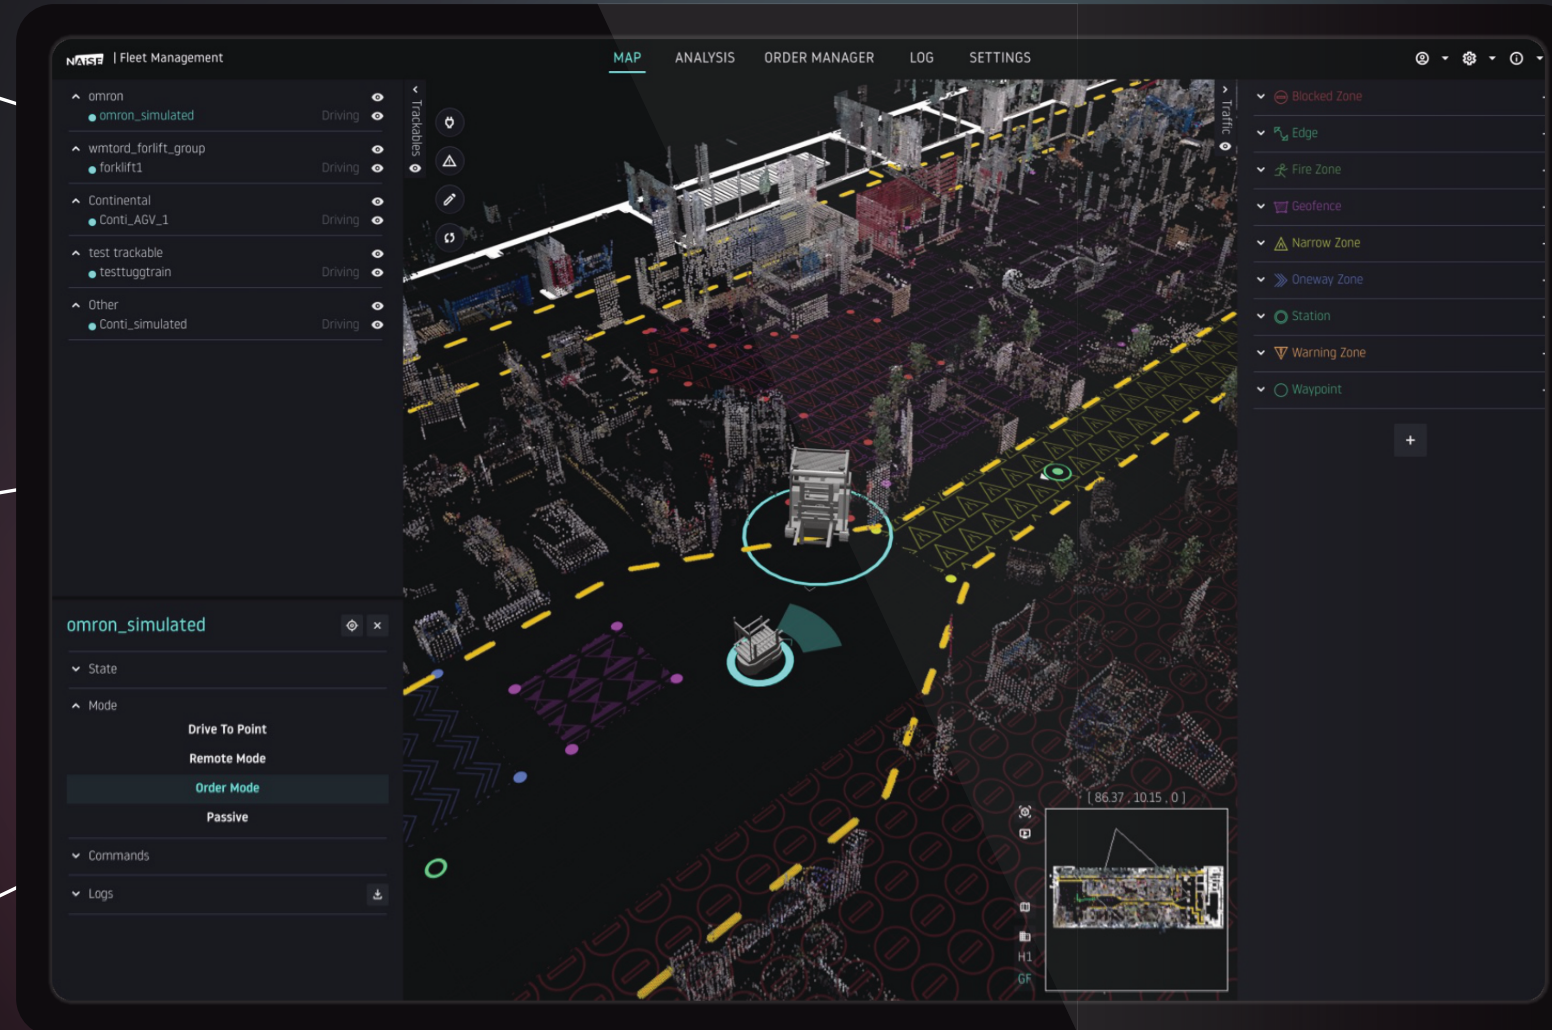 NAISE | Fleet Management
MAP
ANALYSIS
ORDER MANAGER
LOG
SETTINGS
omron
omron_simulated Driving
wmtord_forlift_group
forklift1 Driving
Continental
Conti_AGV_1 Driving
test trackable
testtuggtrain Driving
Other
Conti_simulated Driving
Trackables
Traffic
Blocked Zone
Edge
Fire Zone
Geofence
Narrow Zone
Oneway Zone
Station
Warning Zone
Waypoint
+
omron_simulated
State
Mode
Drive To Point
Remote Mode
Order Mode
Passive
Commands
Logs
[ 86.37 , 10.15 , 0 ]
H1
GF